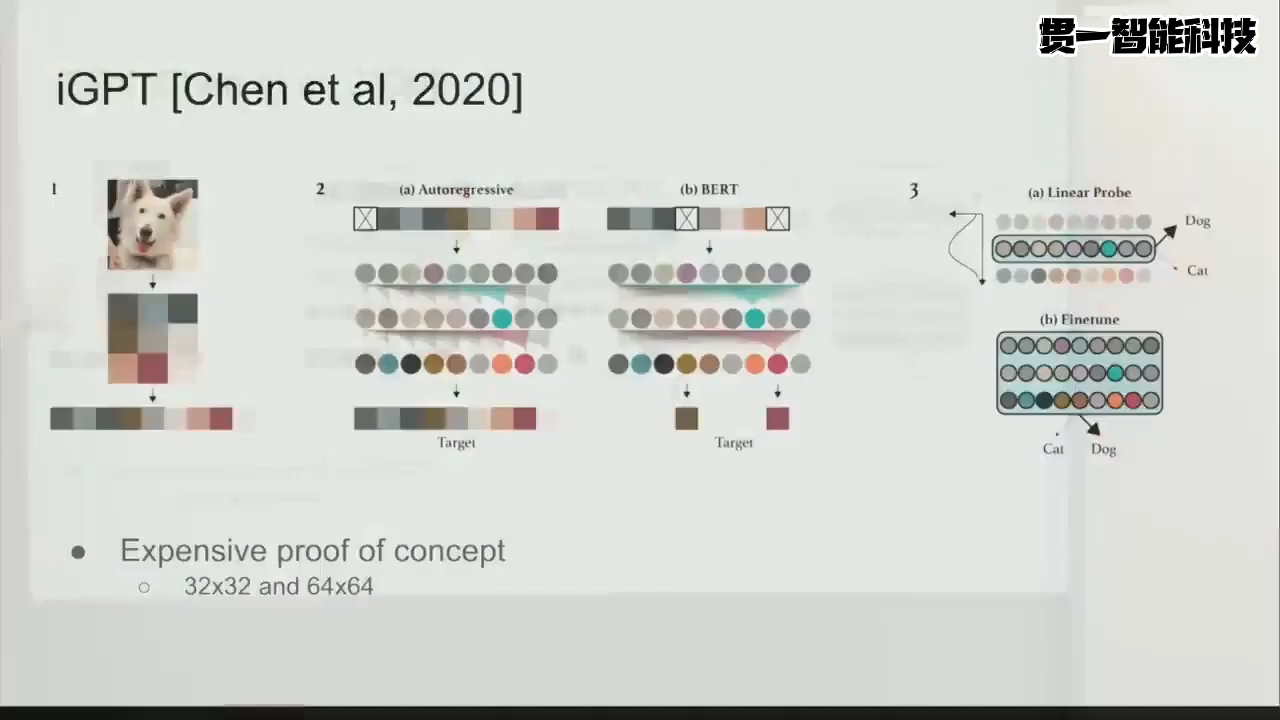 贯一智能科技
iGPT [Chen et al, 2020]
1
2
(a) Autoregressive
(b) BERT
3
(a) Linear Probe
Dog
Cat
(b) Finetune
Target
Target
Cat
Dog
● Expensive proof of concept
○ 32x32 and 64x64